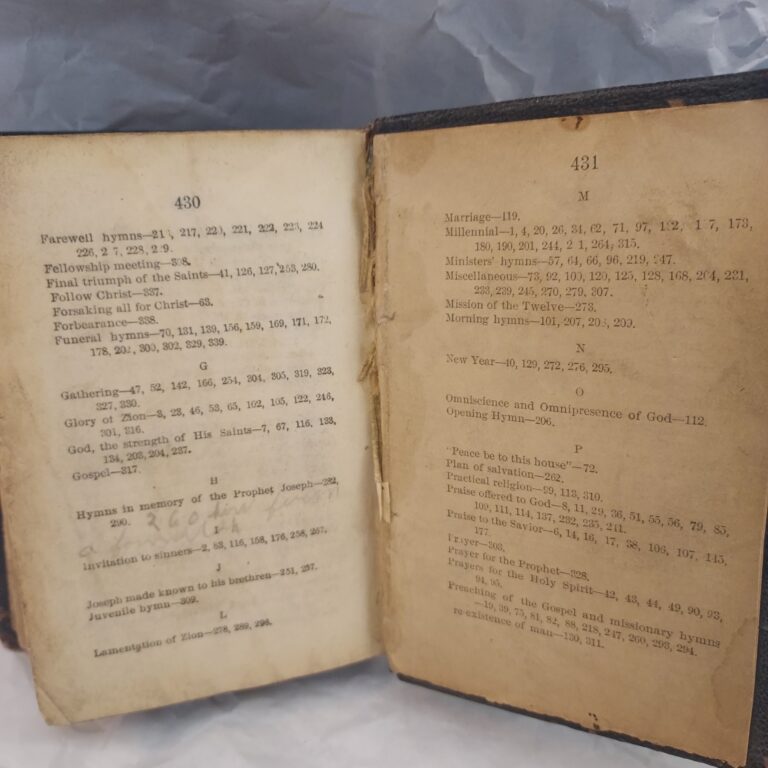 430
Farewell hymns— 217, 221, 222, 224
226, 228,
Fellowship meeting—308.
Final triumph of the Saints—41, 126, 127, 253, 280.
Follow Christ—337.
Forsaking all for Christ—63.
Forbearance—338.
Funeral hymns—70, 131, 139, 156, 159, 169, 171, 172,
178, 300, 302, 329, 339.
G
Gathering—47, 52, 142, 166, 254, 304, 305, 319, 323,
327, 330.
Glory of Zion—3, 23, 46, 53, 65, 102, 105, 122, 246,
301, 316.
God, the strength of His Saints—7, 67, 116, 133,
134, 203, 204, 237.
Gospel—317.
H
Hymns in memory of the Prophet Joseph—282,
290.
I
Invitation to sinners—2, 83, 116, 158, 176, 258, 267.
J
Joseph made known to his brethren—251, 257.
Juvenile hymn—309.
L
Lamentation of Zion—278, 289, 296.
431
M
Marriage—119.
Millennial—1, 4, 20, 26, 34, 62, 71, 97, 173,
180, 190, 201, 244, 264, 315.
Ministers' hymns—57, 64, 66, 96, 219, 247.
Miscellaneous—73, 92, 100, 120, 125, 128, 168, 204, 231,
233, 239, 245, 270, 279, 307.
Mission of the Twelve—273.
Morning hymns—101, 207, 209.
N
New Year—40, 129, 272, 276, 295.
O
Omniscience and Omnipresence of God—112.
Opening Hymn—206.
P
"Peace be to this house"—72.
Plan of salvation—262.
Practical religion—99, 113, 310.
Praise offered to God—8, 11, 29, 36, 51, 55, 56, 79, 85,
109, 111, 114, 137, 232, 235, 241.
Praise to the Savior—6, 14, 16, 17, 38, 106, 107, 145,
177.
Prayer—303.
Prayer for the Prophet—328.
Prayers for the Holy Spirit—42, 43, 44, 49, 90, 93,
94, 95.
Preaching of the Gospel and missionary hymns
—19, 39, 75, 81, 82, 88, 218, 247, 260, 293, 294.
re-existence of man—130, 311.